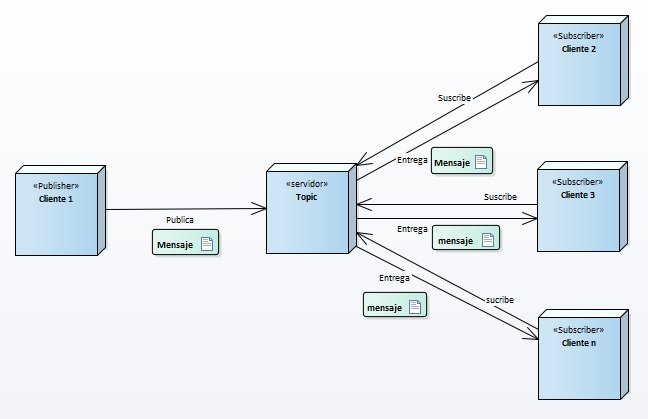 «Subscriber»
Cliente 2
Suscribe
Entrega
Mensaje
«Publisher»
Cliente 1
Publica
Mensaje
«servidor»
Topic
«Subscriber»
Cliente 3
Suscribe
Entrega
mensaje
Entrega
mensaje
sucribe
«Subscriber»
Cliente n